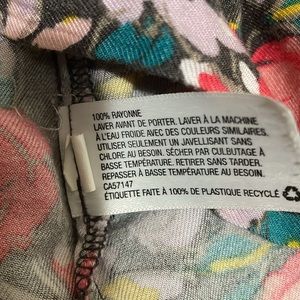 100% RAYONNE
LAVER AVANT DE PORTER. LAVER À LA MACHINE
À L'EAU FROIDE AVEC DES COULEURS SIMILAIRES.
UTILISER SEULEMENT UN JAVELLISANT SANS
CHLORE AU BESOIN. SÉCHER PAR CULBUTAGE À
BASSE TEMPÉRATURE. RETIRER SANS TARDER.
REPASSER À BASSE TEMPÉRATURE AU BESOIN.
CA57147
ÉTIQUETTE FAITE À 100% DE PLASTIQUE RECYCLÉ